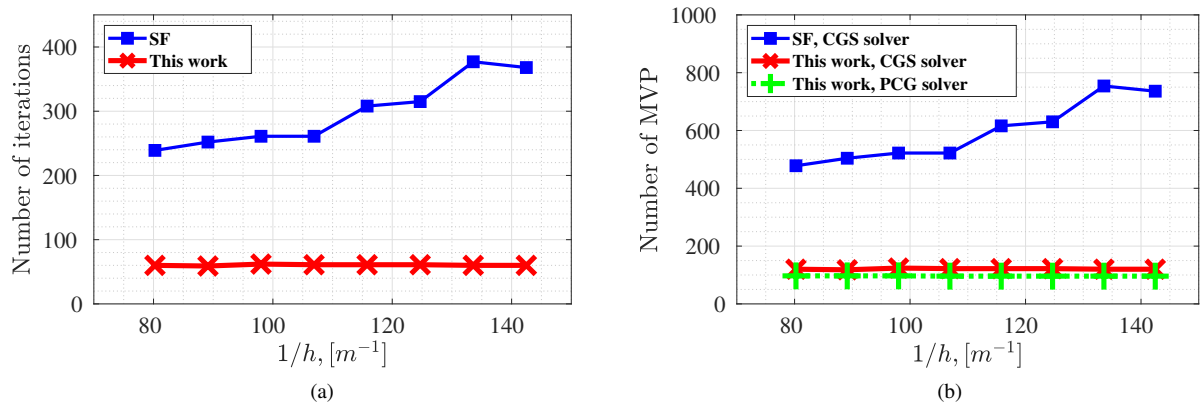 400
300
200
100
0
Number of iterations
SF
This work
80
100
120
140
1/h, [m⁻¹]
(a)
1000
800
600
400
200
0
Number of MVP
SF, CGS solver
This work, CGS solver
This work, PCG solver
80
100
120
140
1/h, [m⁻¹]
(b)